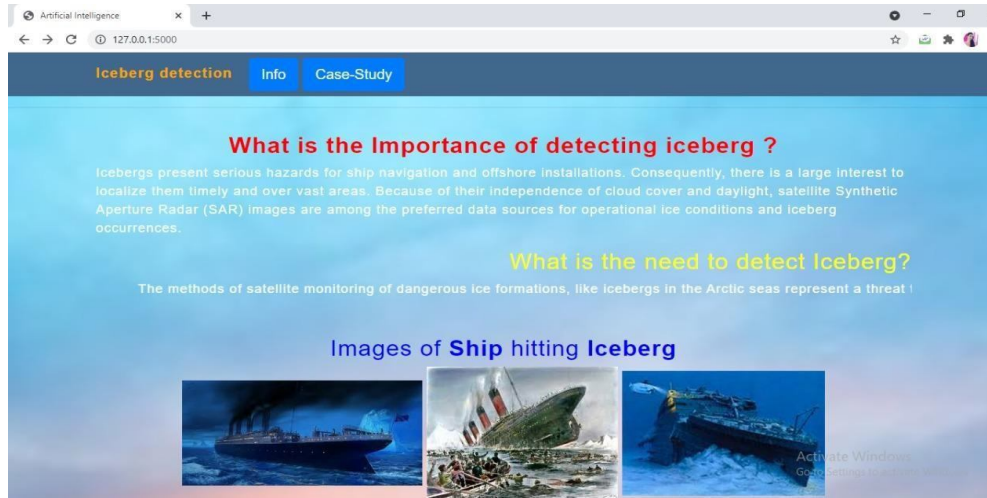 Artificial Intelligence
127.0.0.1:5000
Iceberg detection Info Case-Study
What is the Importance of detecting iceberg ?
Icebergs present serious hazards for ship navigation and offshore installations. Consequently, there is a large interest to
localize them timely and over vast areas. Because of their independence of cloud cover and daylight, satellite Synthetic
Aperture Radar (SAR) images are among the preferred data sources for operational ice conditions and iceberg
occurrences.
What is the need to detect Iceberg?
The methods of satellite monitoring of dangerous ice formations, like icebergs in the Arctic seas represent a threat
Images of Ship hitting Iceberg
Activate Windows
Go to Settings to